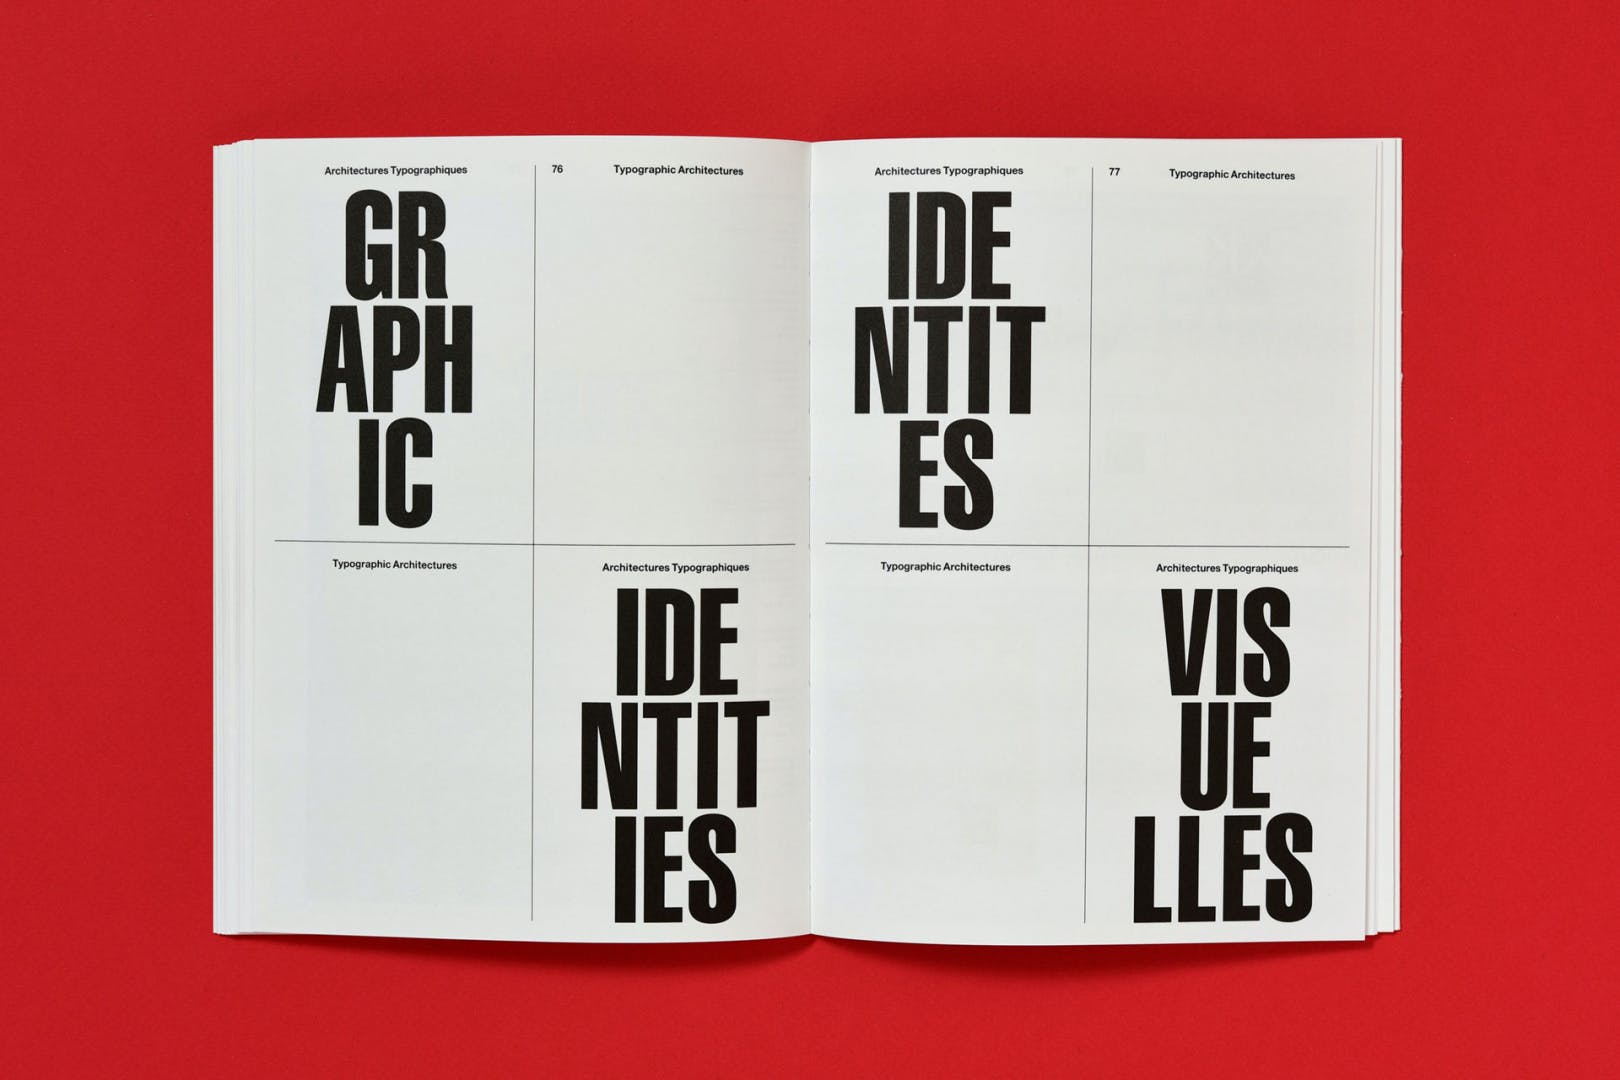 Architectures Typographiques
76
Typographic Architectures
GR
APH
IC
Typographic Architectures
Architectures Typographiques
IDE
NTIT
IES
Architectures Typographiques
77
Typographic Architectures
IDE
NTIT
ES
Typographic Architectures
Architectures Typographiques
VIS
UE
LLES